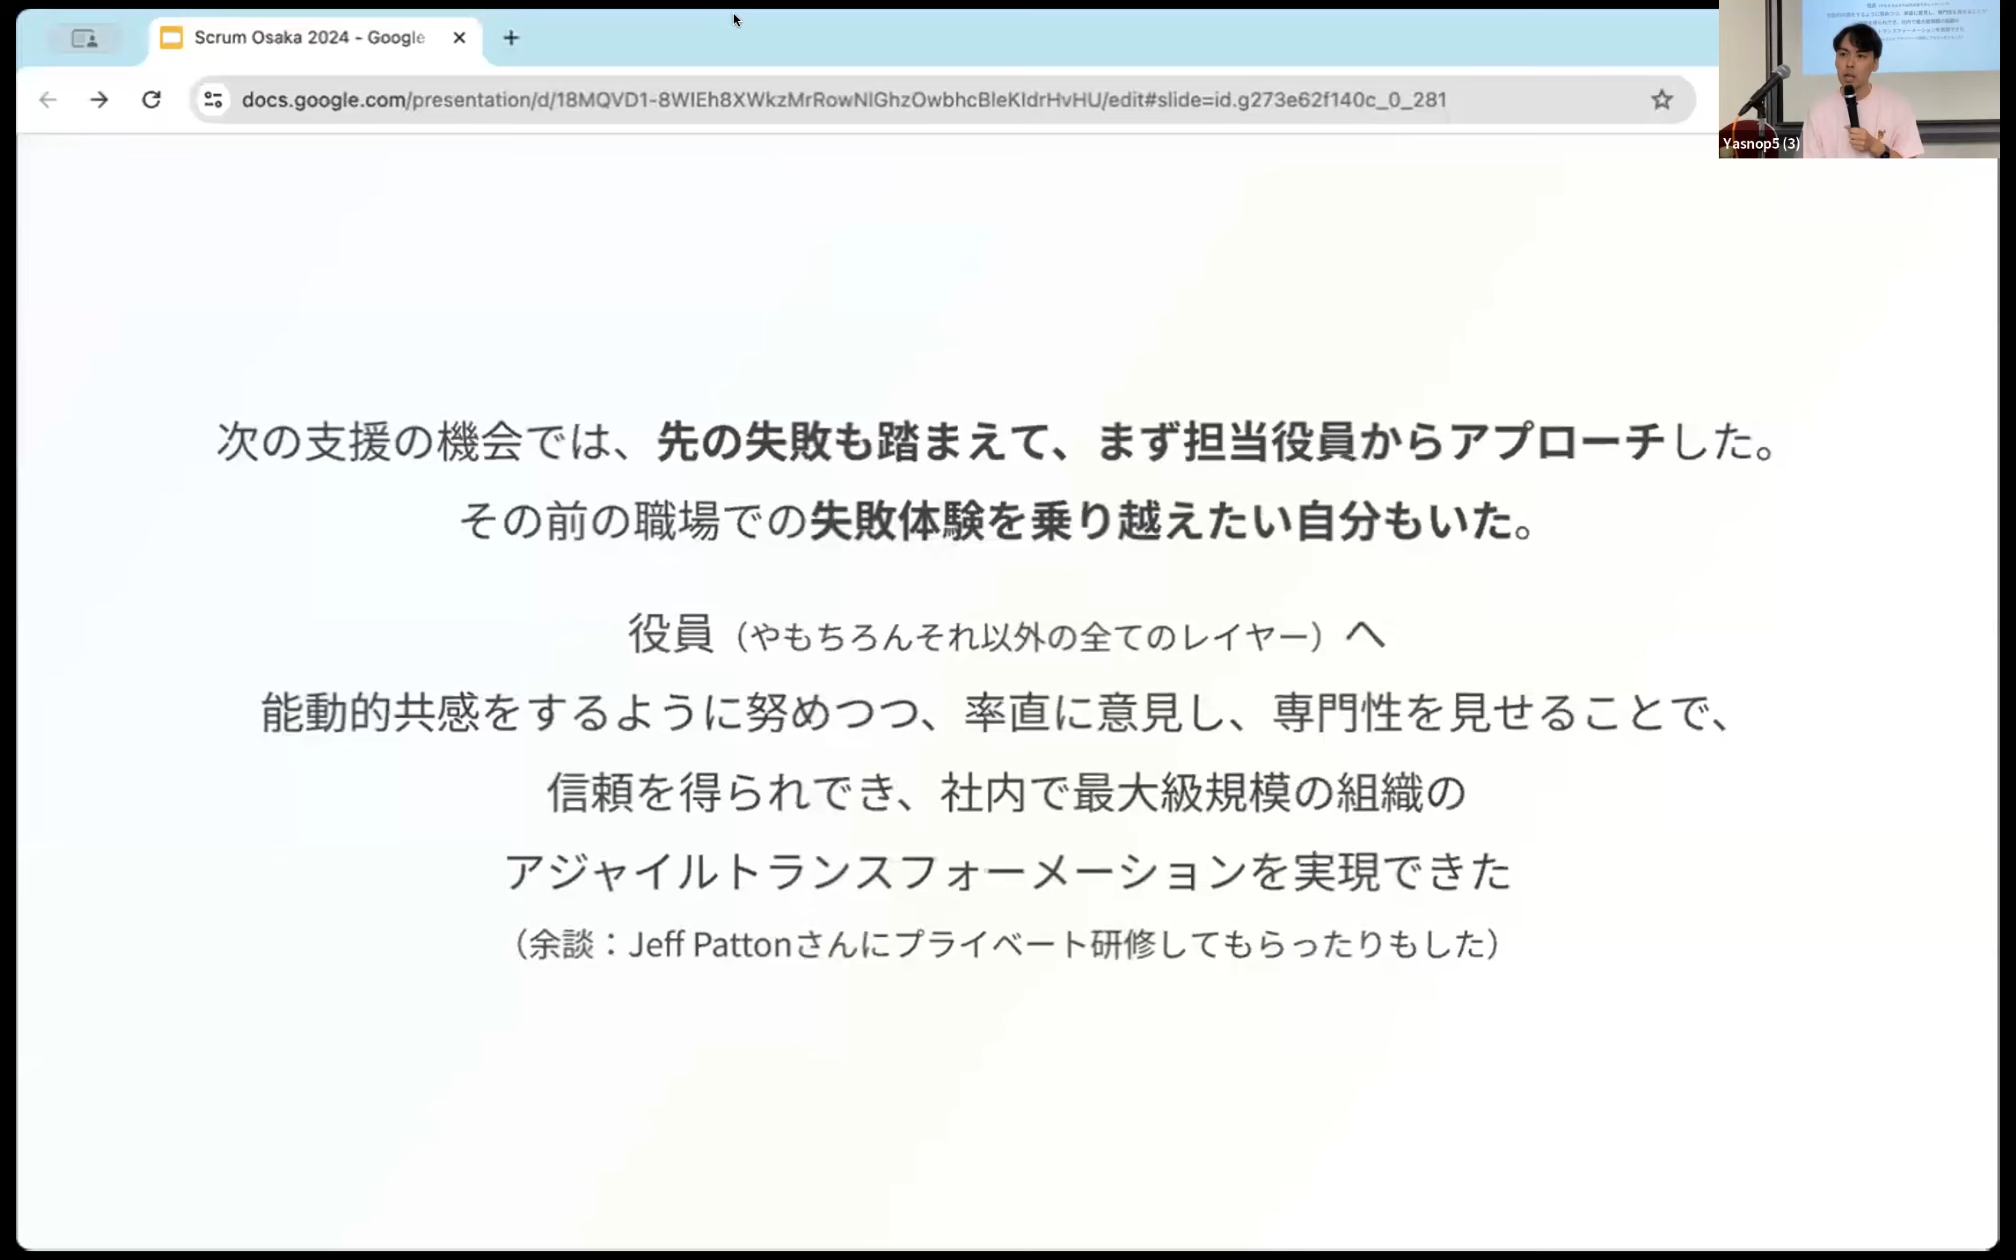 Scrum Osaka 2024 - Google
docs.google.com/presentation/d/18MQVD1-8WIEh8XWkzMrRowNlGhzOwbhcBleKIdrHvHU/edit#slide=id.g273e62f140c_0_281
Yasnop5 (3)
次の支援の機会では、先の失敗も踏まえて、まず担当役員からアプローチした。
その前の職場での失敗体験を乗り越えたい自分もいた。
役員（やもちろんそれ以外の全てのレイヤー）へ
能動的共感をするように努めつつ、率直に意見し、専門性を見せることで、
信頼を得られでき、社内で最大級規模の組織の
アジャイルトランスフォーメーションを実現できた
（余談：Jeff Pattonさんにプライベート研修してもらったりもした）